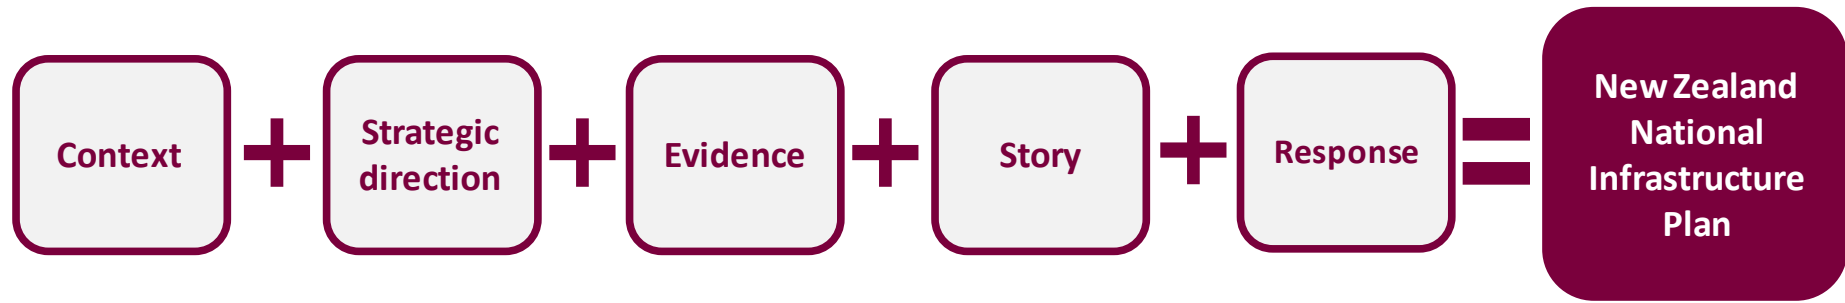 Context
Strategic
direction
Evidence
Story
Response
New Zealand
National
Infrastructure
Plan